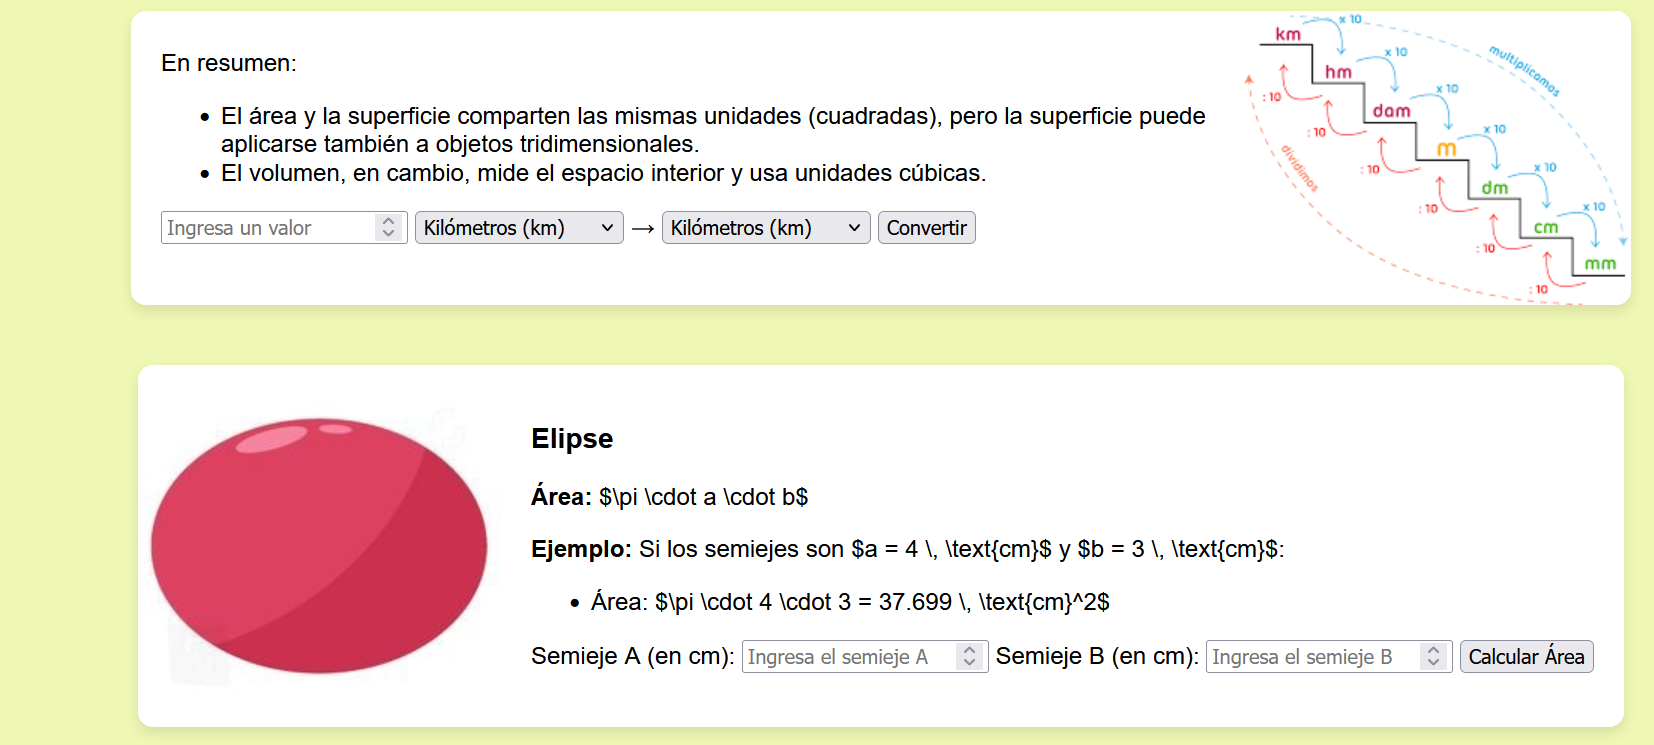 En resumen:
• El área y la superficie comparten las mismas unidades (cuadradas), pero la superficie puede
aplicarse también a objetos tridimensionales.
• El volumen, en cambio, mide el espacio interior y usa unidades cúbicas.
Ingresa un valor Kilómetros (km) → Kilómetros (km) Convertir
km
x 10
hm
x 10
dam
x 10
m
x 10
dm
x 10
cm
x 10
mm
multiplicamos
: 10
: 10
: 10
: 10
: 10
: 10
dividimos
Elipse
Área: $\pi \cdot a \cdot b$
Ejemplo: Si los semiejes son $a = 4 \, \text{cm}$ y $b = 3 \, \text{cm}$:
• Área: $\pi \cdot 4 \cdot 3 = 37.699 \, \text{cm}^2$
Semieje A (en cm): Ingresa el semieje A Semieje B (en cm): Ingresa el semieje B Calcular Área